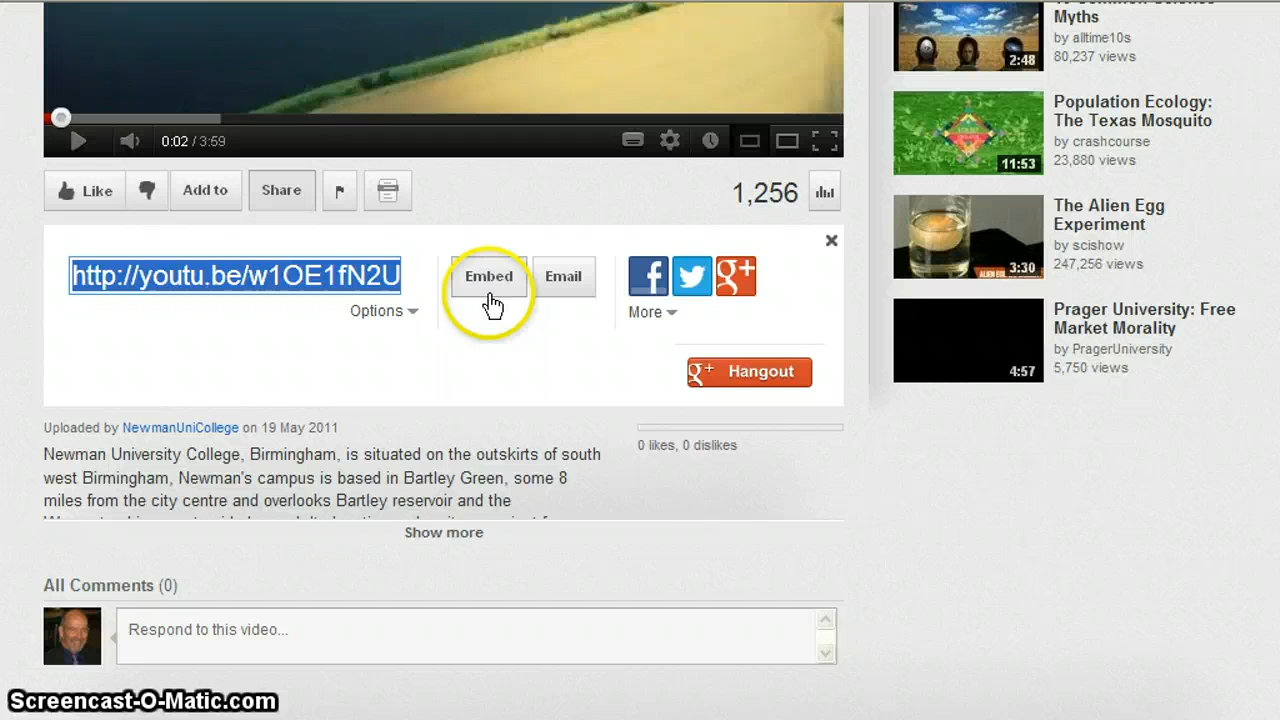 0:02 / 3:59
Like
Add to
Share
1,256
http://youtu.be/w1OE1fN2U
Embed
Email
Options
More
Hangout
Uploaded by NewmanUniCollege on 19 May 2011
0 likes, 0 dislikes
Newman University College, Birmingham, is situated on the outskirts of south
west Birmingham, Newman's campus is based in Bartley Green, some 8
miles from the city centre and overlooks Bartley reservoir and the
Show more
All Comments (0)
Respond to this video...
Myths
by alltime10s
80,237 views
2:48
Population Ecology:
The Texas Mosquito
by crashcourse
23,880 views
11:53
The Alien Egg
Experiment
by scishow
247,256 views
3:30
Prager University: Free
Market Morality
by PragerUniversity
5,750 views
4:57
Screencast-O-Matic.com